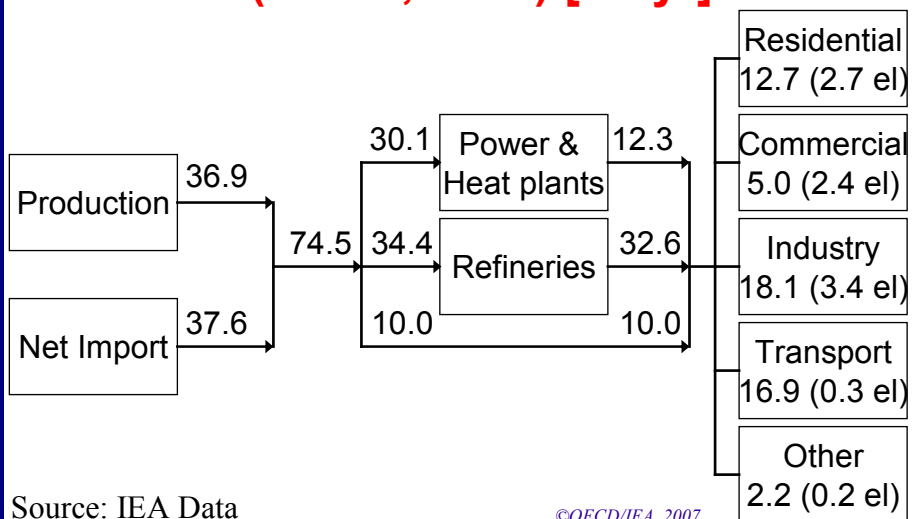 Production
36.9
Net Import
37.6
74.5
30.1
Power &
Heat plants
12.3
34.4
Refineries
32.6
10.0
10.0
Residential
12.7 (2.7 el)
Commercial
5.0 (2.4 el)
Industry
18.1 (3.4 el)
Transport
16.9 (0.3 el)
Other
2.2 (0.2 el)
Source: IEA Data
©OECD/IEA, 2007